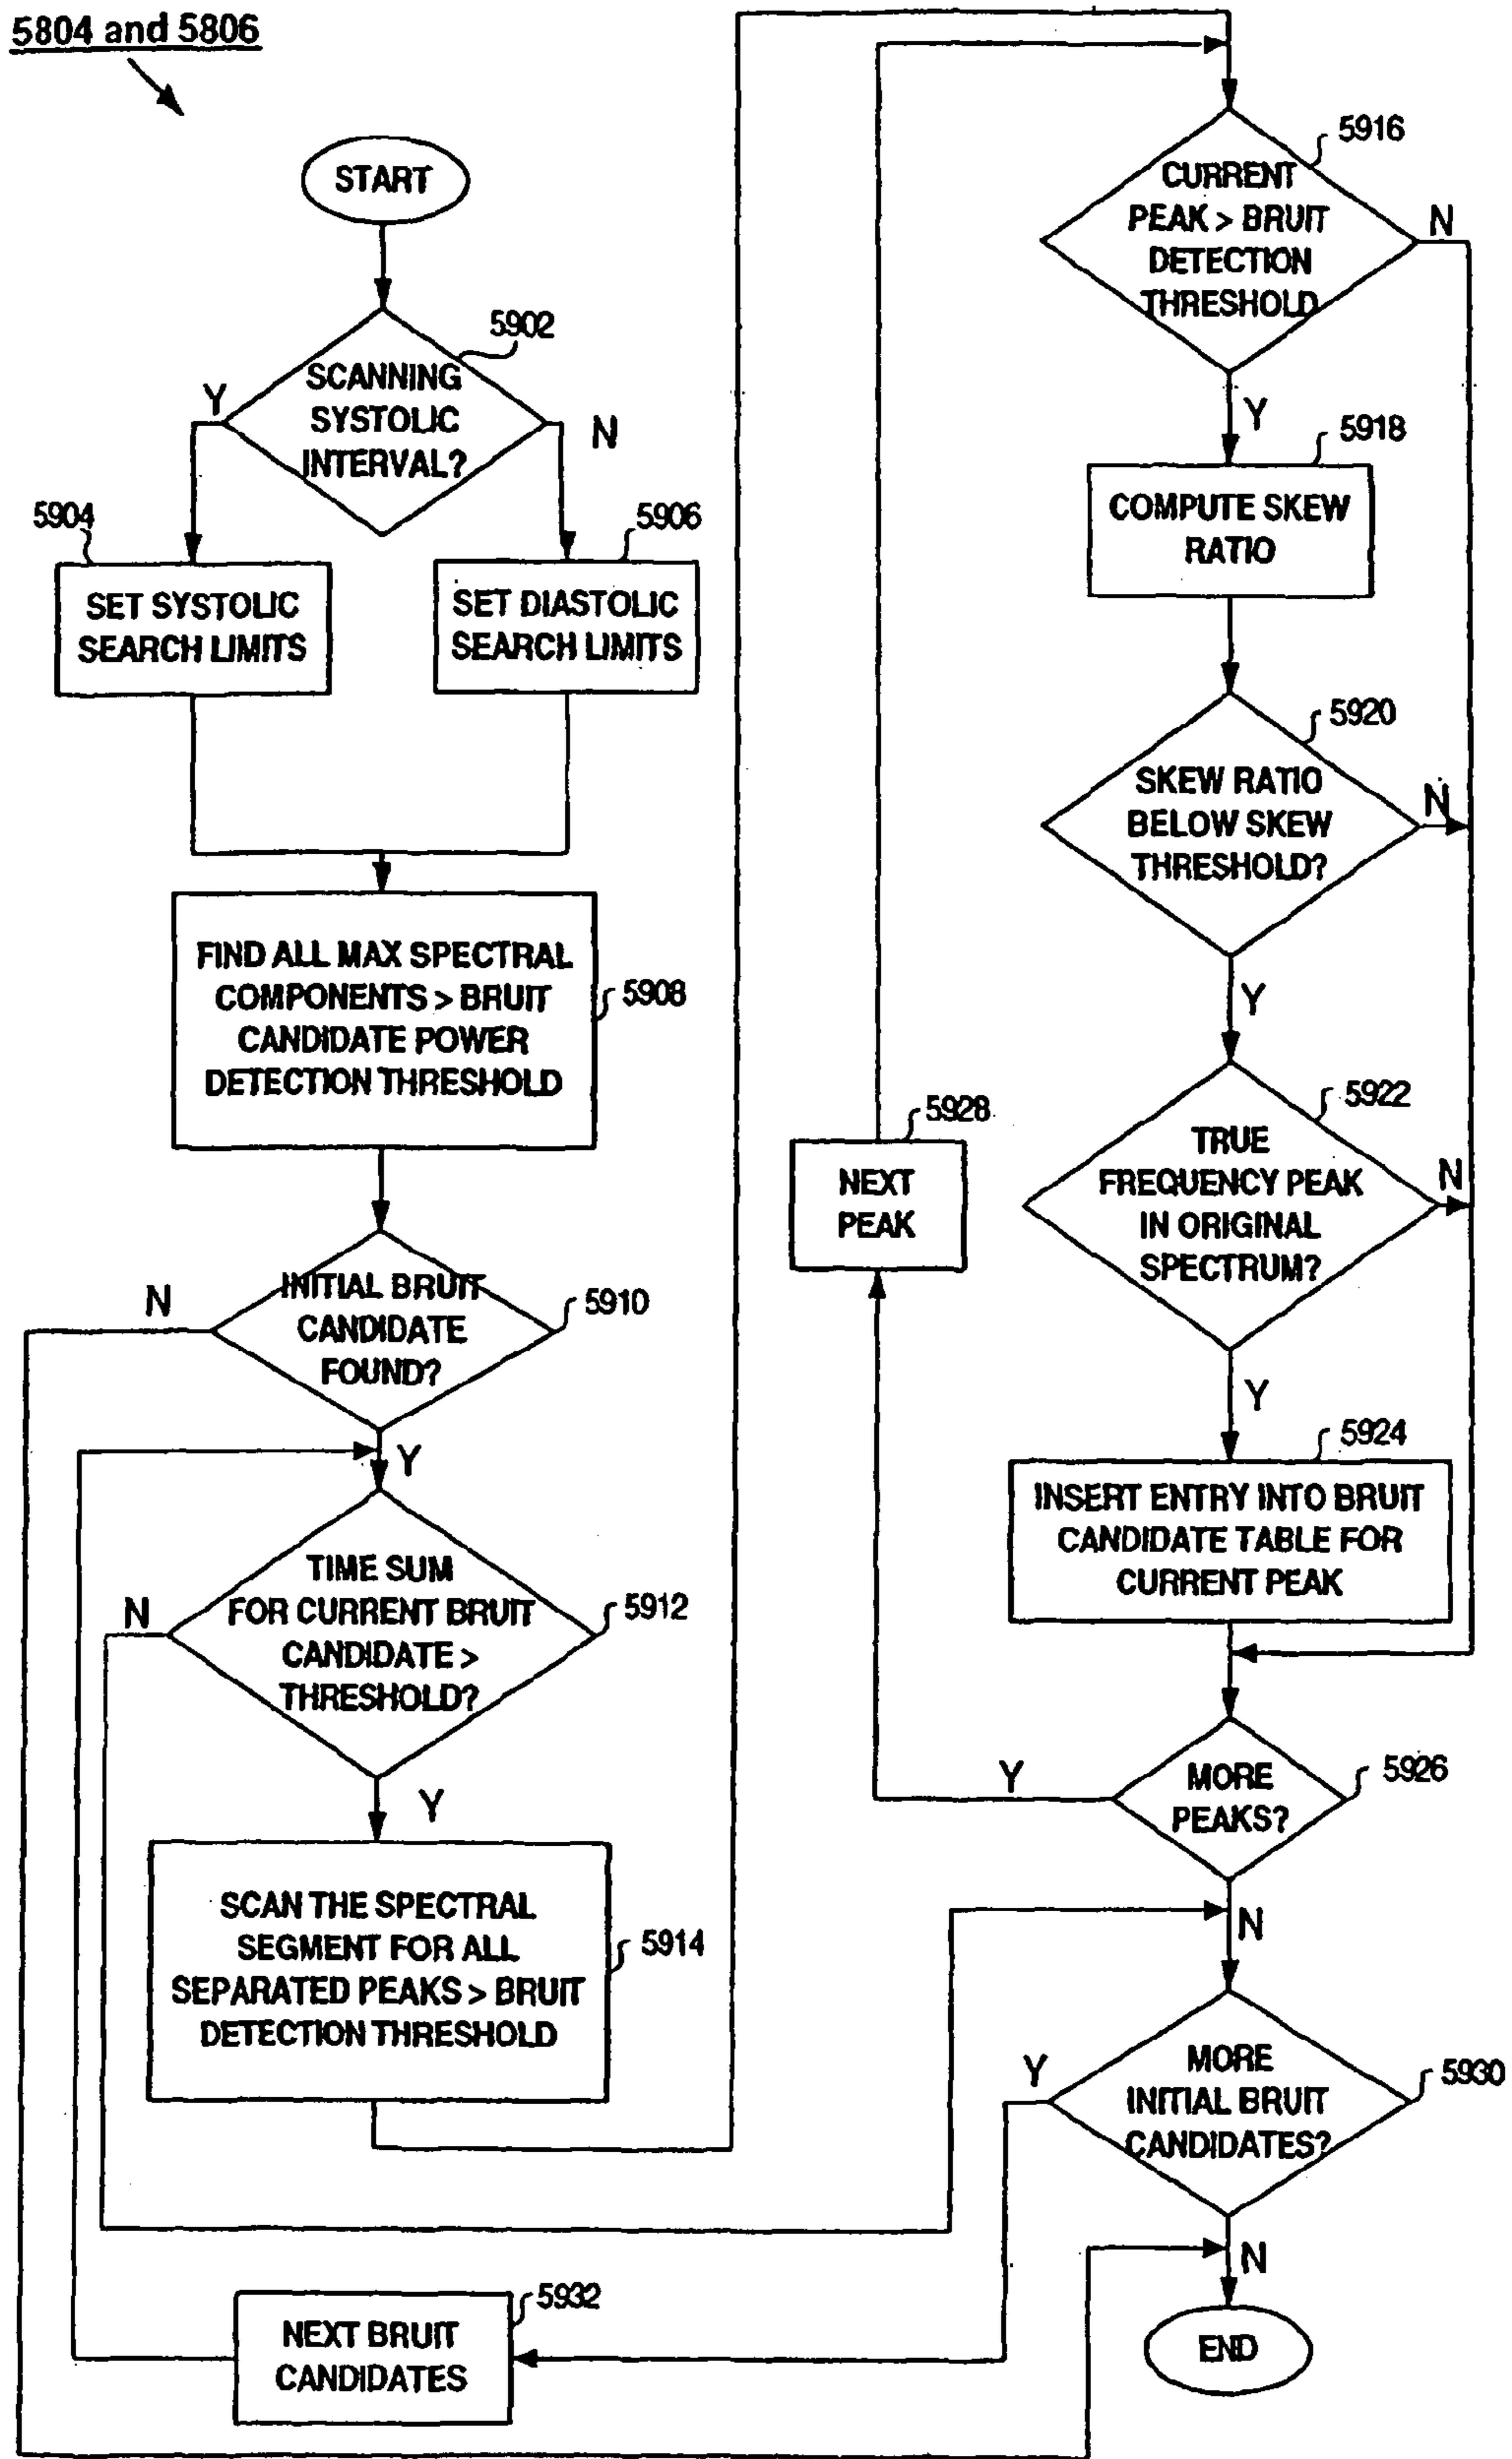 5804 and 5806
START
5902
SCANNING
SYSTOLIC
INTERVAL?
Y
N
5904
SET SYSTOLIC
SEARCH LIMITS
5906
SET DIASTOLIC
SEARCH LIMITS
FIND ALL MAX SPECTRAL
COMPONENTS > BRUIT
CANDIDATE POWER
DETECTION THRESHOLD
5908
INITIAL BRUIT
CANDIDATE
FOUND?
5910
N
Y
TIME SUM
FOR CURRENT BRUIT
CANDIDATE >
THRESHOLD?
5912
N
Y
SCAN THE SPECTRAL
SEGMENT FOR ALL
SEPARATED PEAKS > BRUIT
DETECTION THRESHOLD
5914
5916
CURRENT
PEAK > BRUIT
DETECTION
THRESHOLD
N
Y
5918
COMPUTE SKEW
RATIO
5920
SKEW RATIO
BELOW SKEW
THRESHOLD?
N
Y
5922
TRUE
FREQUENCY PEAK
IN ORIGINAL
SPECTRUM?
N
Y
5924
INSERT ENTRY INTO BRUIT
CANDIDATE TABLE FOR
CURRENT PEAK
MORE
PEAKS?
5926
Y
N
5928
NEXT
PEAK
MORE
INITIAL BRUIT
CANDIDATES?
5930
Y
N
5932
NEXT BRUIT
CANDIDATES
END